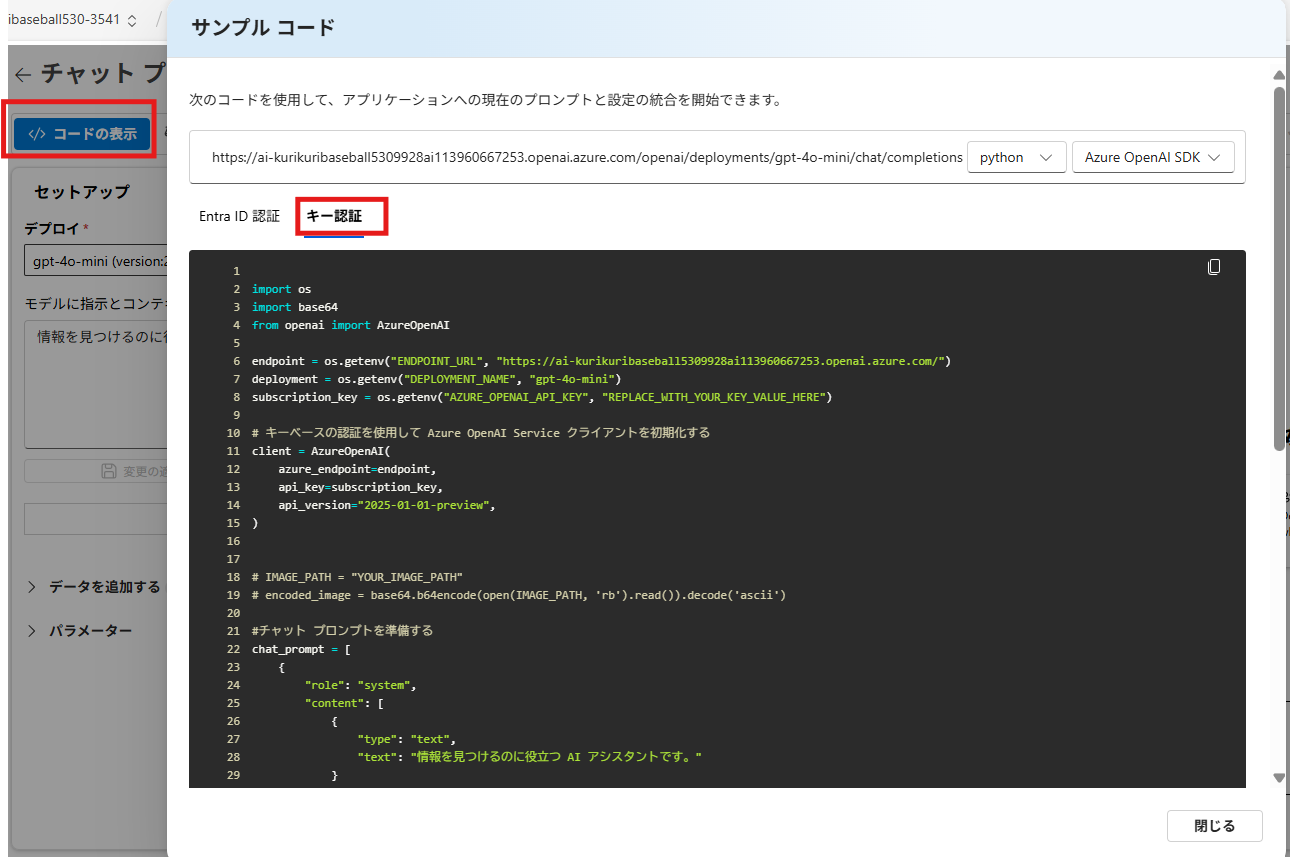 ibaseball530-3541
サンプル コード
← チャット プ
</> コードの表示
次のコードを使用して、アプリケーションへの現在のプロンプトと設定の統合を開始できます。
https://ai-kurikuribaseball5309928ai113960667253.openai.azure.com/openai/deployments/gpt-4o-mini/chat/completions python Azure OpenAI SDK
セットアップ
Entra ID 認証 キー認証
デプロイ *
gpt-4o-mini (version:2
モデルに指示とコンテキ
情報を見つけるのに役
変更の適
データを追加する
パラメーター
1
2 import os
3 import base64
4 from openai import AzureOpenAI
5
6 endpoint = os.getenv("ENDPOINT_URL", "https://ai-kurikuribaseball5309928ai113960667253.openai.azure.com/")
7 deployment = os.getenv("DEPLOYMENT_NAME", "gpt-4o-mini")
8 subscription_key = os.getenv("AZURE_OPENAI_API_KEY", "REPLACE_WITH_YOUR_KEY_VALUE_HERE")
9
10 # キーベースの認証を使用して Azure OpenAI Service クライアントを初期化する
11 client = AzureOpenAI(
12     azure_endpoint=endpoint,
13     api_key=subscription_key,
14     api_version="2025-01-01-preview",
15 )
16
17
18 # IMAGE_PATH = "YOUR_IMAGE_PATH"
19 # encoded_image = base64.b64encode(open(IMAGE_PATH, 'rb').read()).decode('ascii')
20
21 #チャット プロンプトを準備する
22 chat_prompt = [
23     {
24         "role": "system",
25         "content": [
26             {
27                 "type": "text",
28                 "text": "情報を見つけるのに役立つ AI アシスタントです。"
29             }
閉じる